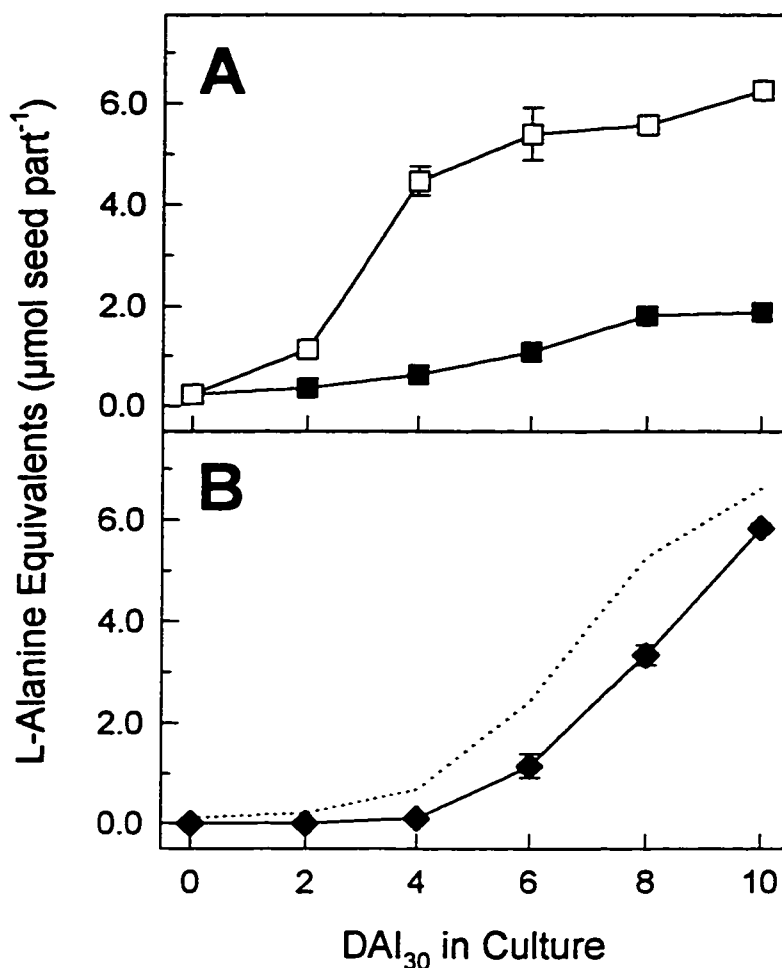 A
6.0
4.0
2.0
0.0
B
6.0
4.0
2.0
0.0
L-Alanine Equivalents (µmol seed part⁻¹)
0 2 4 6 8 10
DAI₃₀ in Culture